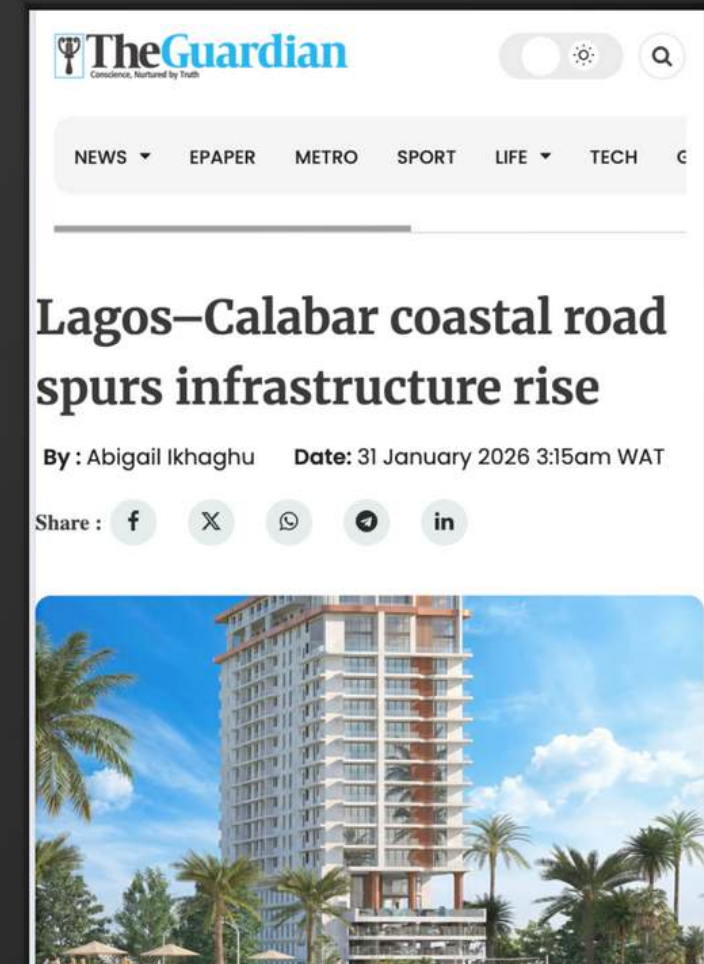 TheGuardian
Conscience, Nurtured by Truth
NEWS EPAPER METRO SPORT LIFE TECH G
Lagos–Calabar coastal road
spurs infrastructure rise
By : Abigail Ikhaghu Date: 31 January 2026 3:15am WAT
Share : f X in